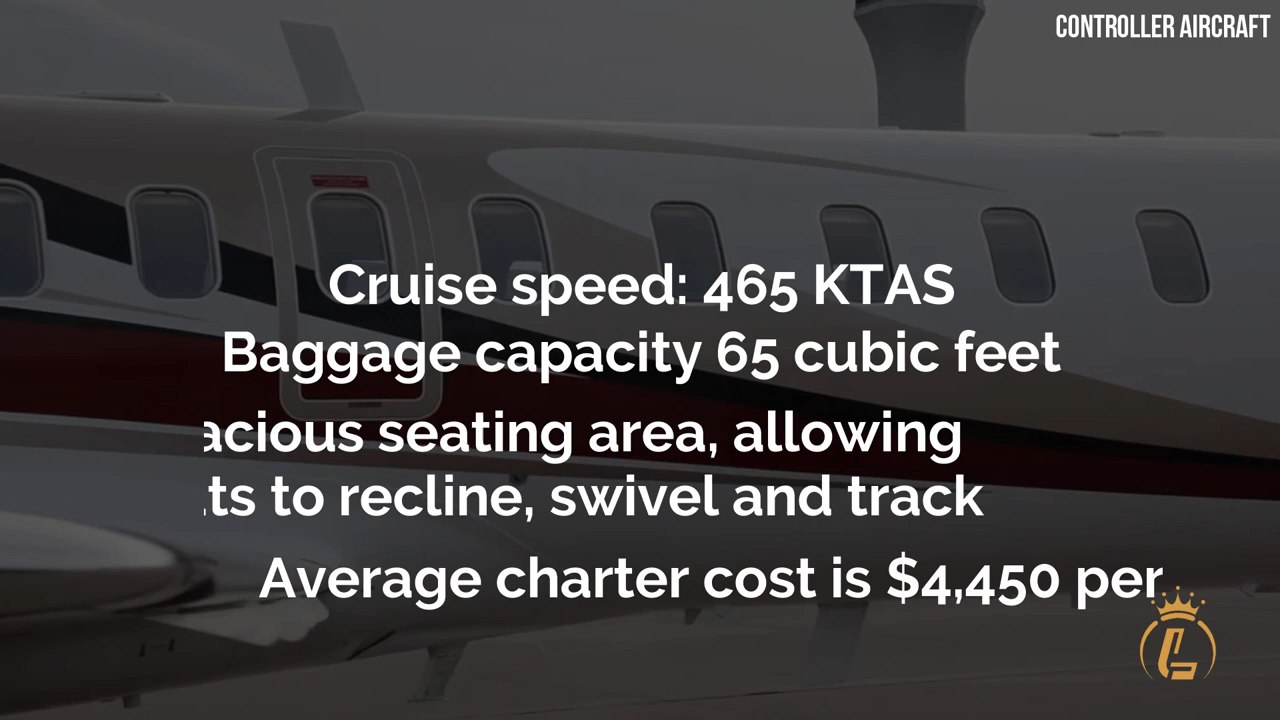 CONTROLLER AIRCRAFT
Cruise speed: 465 KTAS
Baggage capacity 65 cubic feet
acious seating area, allowing
ts to recline, swivel and track
Average charter cost is $4,450 per